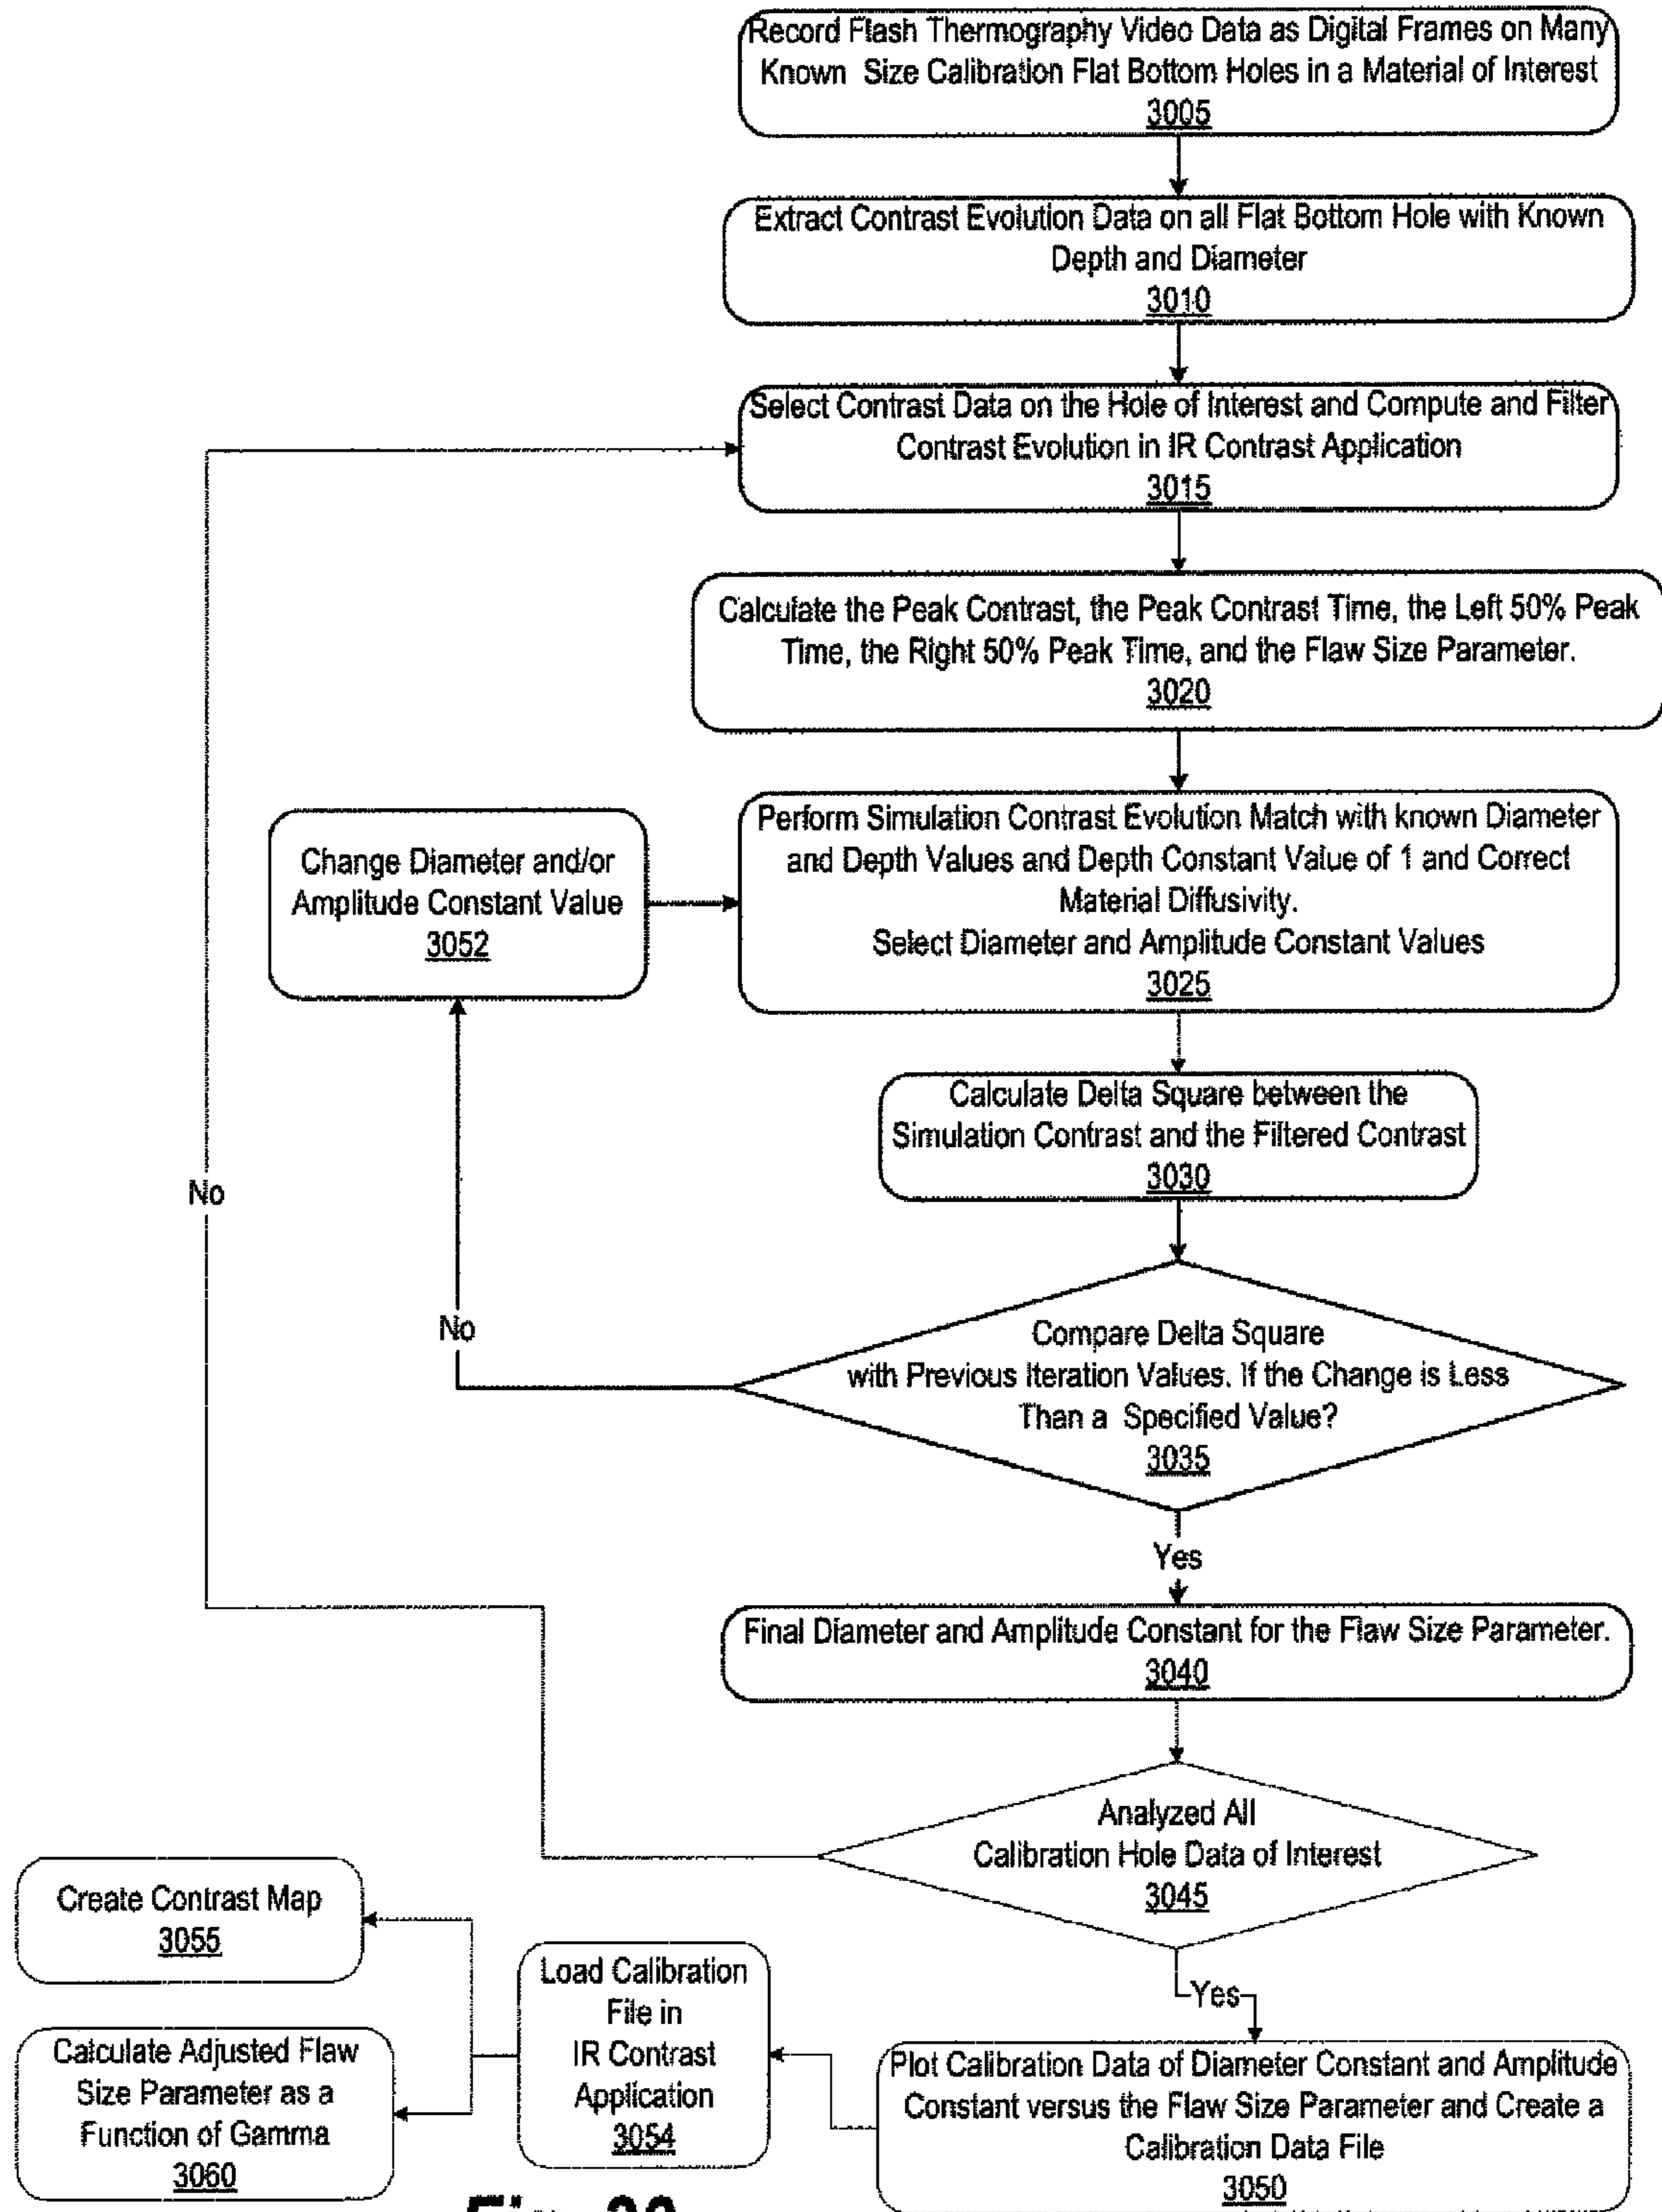 Record Flash Thermography Video Data as Digital Frames on Many
Known Size Calibration Flat Bottom Holes in a Material of Interest
3005
Extract Contrast Evolution Data on all Flat Bottom Hole with Known
Depth and Diameter
3010
Select Contrast Data on the Hole of Interest and Compute and Filter
Contrast Evolution in IR Contrast Application
3015
Calculate the Peak Contrast, the Peak Contrast Time, the Left 50% Peak
Time, the Right 50% Peak Time, and the Flaw Size Parameter.
3020
Change Diameter and/or
Amplitude Constant Value
3052
Perform Simulation Contrast Evolution Match with known Diameter
and Depth Values and Depth Constant Value of 1 and Correct
Material Diffusivity.
Select Diameter and Amplitude Constant Values
3025
Calculate Delta Square between the
Simulation Contrast and the Filtered Contrast
3030
No
No
Compare Delta Square
with Previous Iteration Values. If the Change is Less
Than a Specified Value?
3035
Yes
Final Diameter and Amplitude Constant for the Flaw Size Parameter.
3040
Analyzed All
Calibration Hole Data of Interest
3045
Yes
Create Contrast Map
3055
Load Calibration
File in
IR Contrast
Application
3054
Calculate Adjusted Flaw
Size Parameter as a
Function of Gamma
3060
Plot Calibration Data of Diameter Constant and Amplitude
Constant versus the Flaw Size Parameter and Create a
Calibration Data File
3050